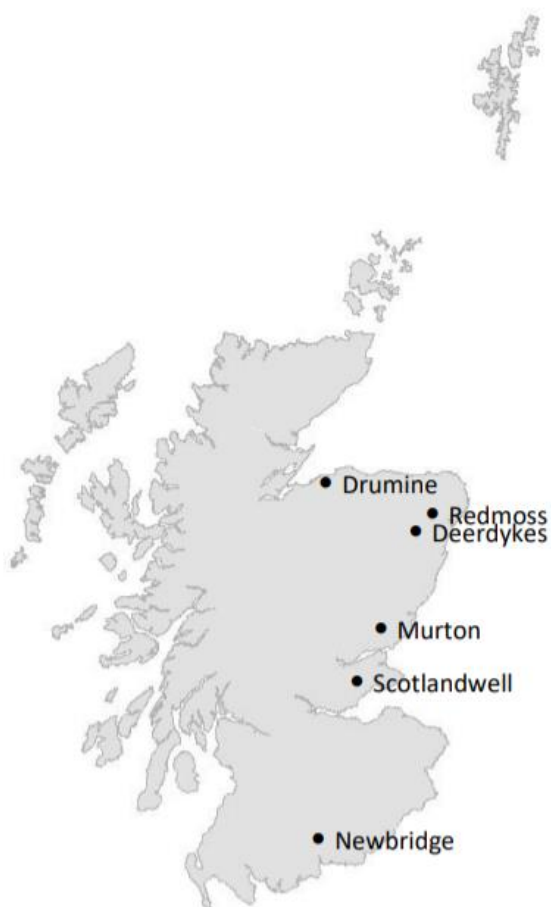 Drumine
Redmoss
Deerdykes
Murton
Scotlandwell
Newbridge